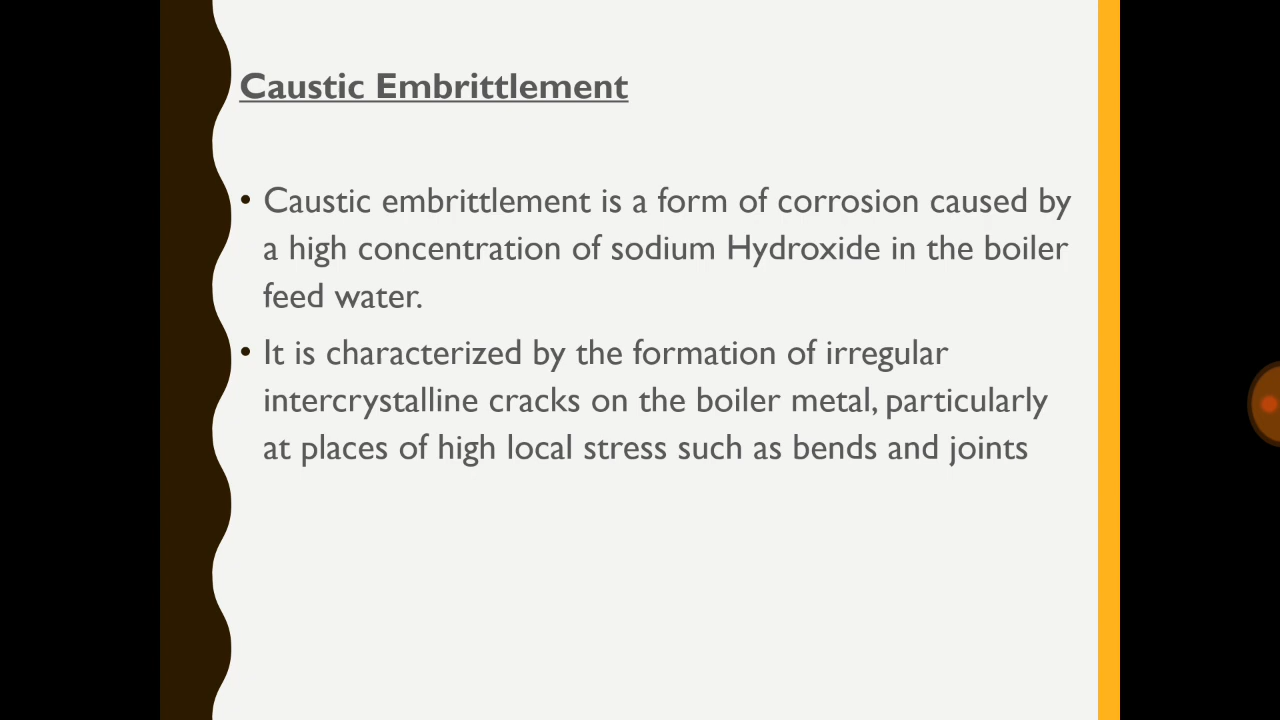 Caustic Embrittlement
• Caustic embrittlement is a form of corrosion caused by
a high concentration of sodium Hydroxide in the boiler
feed water.
• It is characterized by the formation of irregular
intercrystalline cracks on the boiler metal, particularly
at places of high local stress such as bends and joints